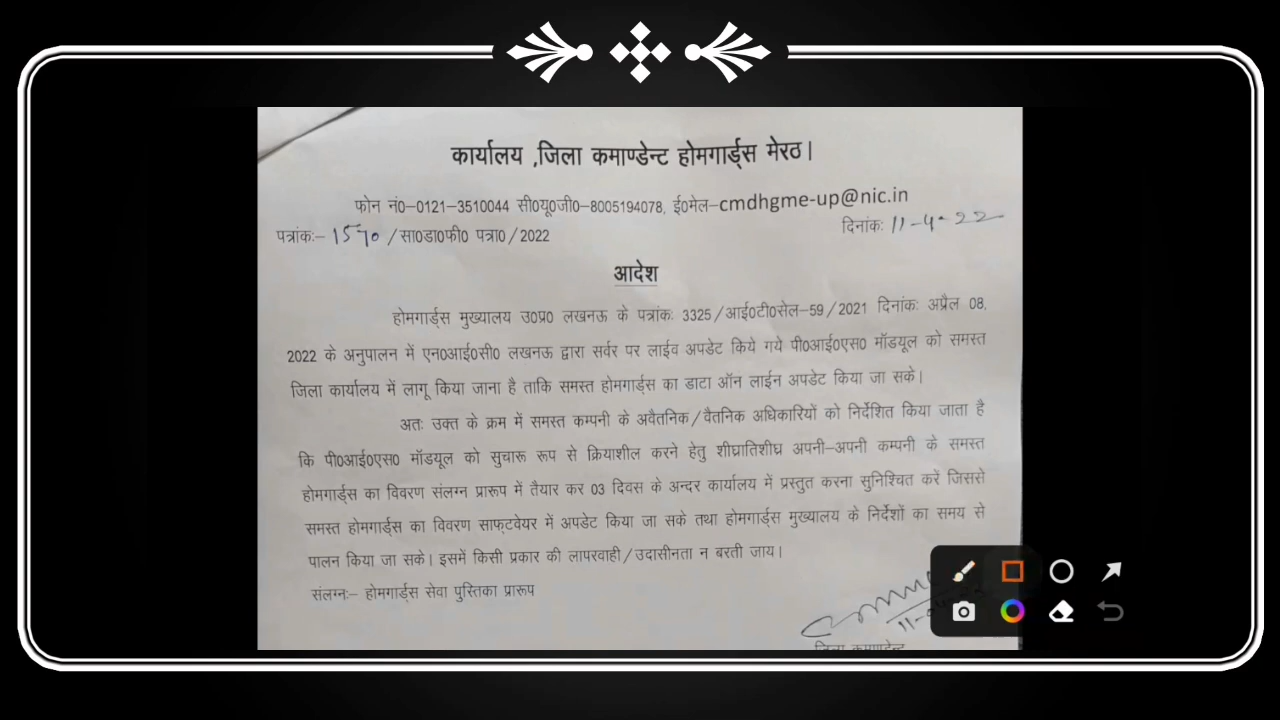 कार्यालय ,जिला कमाण्डेन्ट होमगार्ड्स मेरठ।
फोन नं0–0121–3510044 सी0यू0जी0–8005194078, ई0मेल–cmdhgme-up@nic.in
दिनांकः 11-4-22
पत्रांकः– 1570 /सा0डा0फी0 पत्रा0/2022
आदेश
होमगार्ड्स मुख्यालय उ0प्र0 लखनऊ के पत्रांकः 3325/आई0टी0सेल–59/2021 दिनांकः अप्रैल 08,
2022 के अनुपालन में एन0आई0सी0 लखनऊ द्वारा सर्वर पर लाईव अपडेट किये गये पी0आई0एस0 मॉडयूल को समस्त
जिला कार्यालय में लागू किया जाना है ताकि समस्त होमगार्ड्स का डाटा ऑन लाईन अपडेट किया जा सके।
अतः उक्त के क्रम में समस्त कम्पनी के अवैतनिक/वैतनिक अधिकारियों को निर्देशित किया जाता है
कि पी0आई0एस0 मॉडयूल को सुचारू रूप से क्रियाशील करने हेतु शीघ्रातिशीघ्र अपनी–अपनी कम्पनी के समस्त
होमगार्ड्स का विवरण संलग्न प्रारूप में तैयार कर 03 दिवस के अन्दर कार्यालय में प्रस्तुत करना सुनिश्चित करें जिससे
समस्त होमगार्ड्स का विवरण साफ्टवेयर में अपडेट किया जा सके तथा होमगार्ड्स मुख्यालय के निर्देशों का समय से
पालन किया जा सके। इसमें किसी प्रकार की लापरवाही/उदासीनता न बरती जाय।
संलग्नः– होमगार्ड्स सेवा पुस्तिका प्रारूप
जिला कमाण्डेन्ट